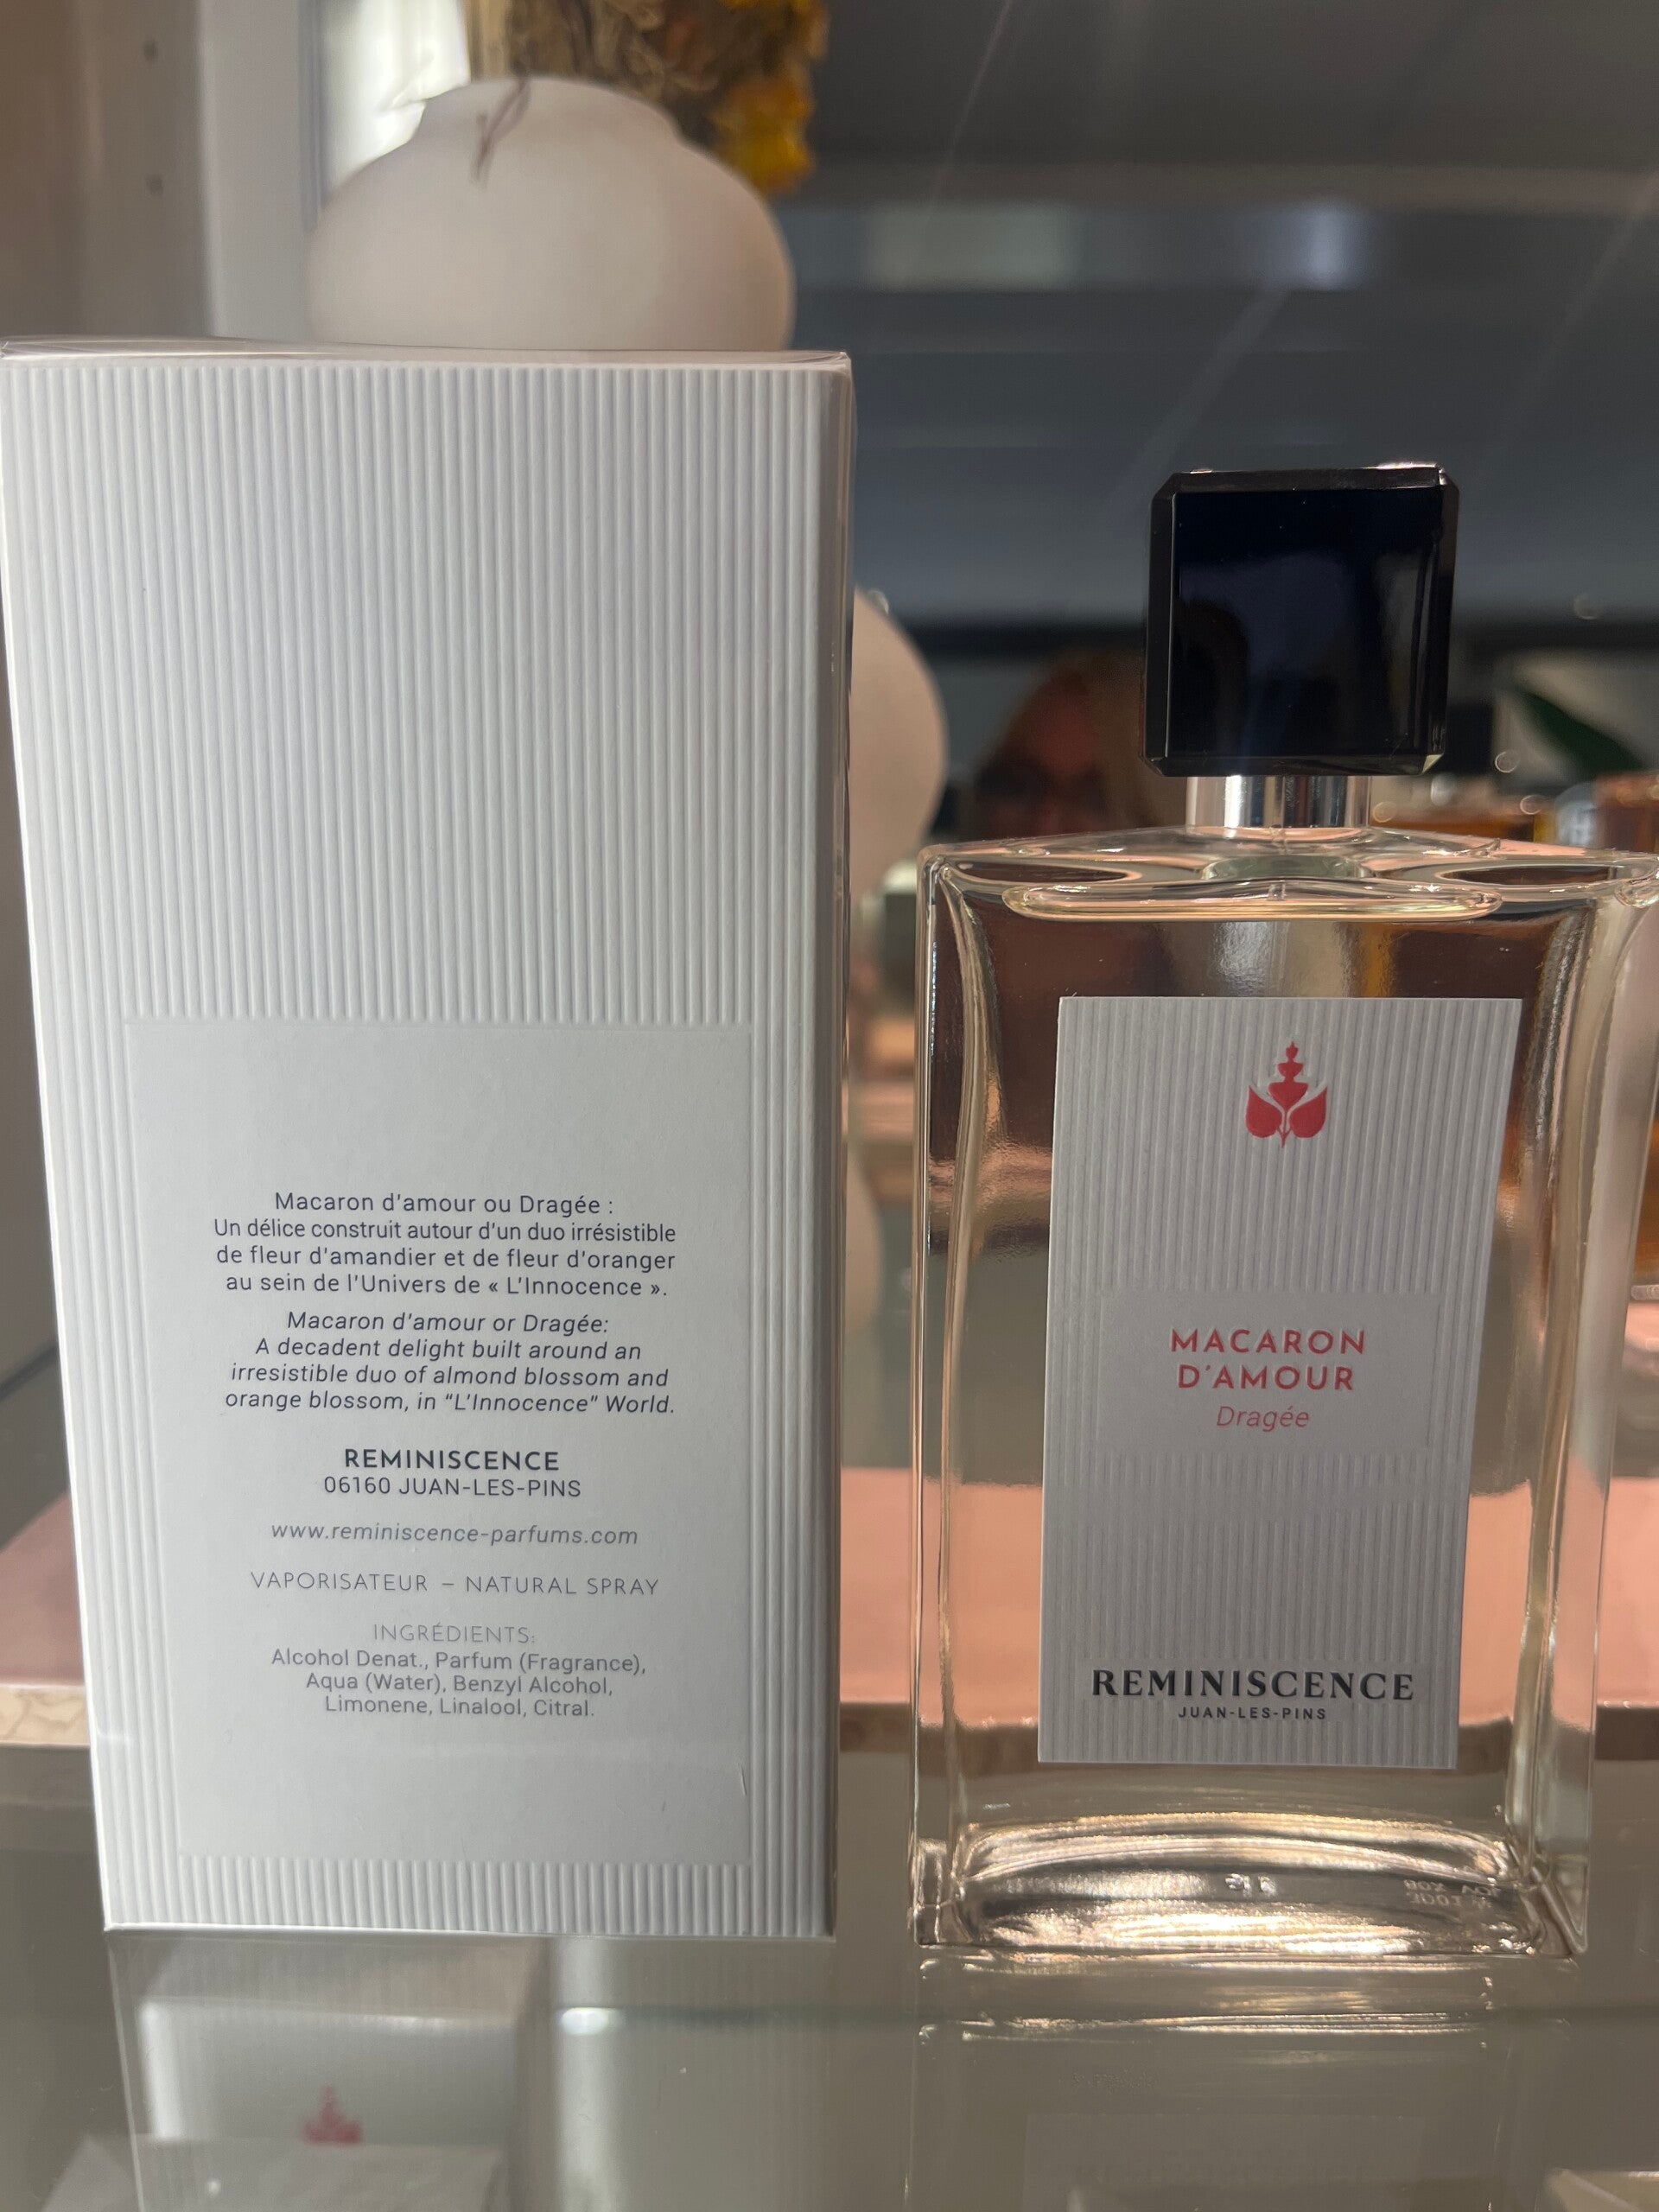 Macaron d'amour ou Dragée :
Un délice construit autour d'un duo irrésistible
de fleur d'amandier et de fleur d'oranger
au sein de l'Univers de « L'Innocence ».
Macaron d'amour or Dragée:
A decadent delight built around an
irresistible duo of almond blossom and
orange blossom, in "L'Innocence" World.
REMINISCENCE
06160 JUAN-LES-PINS
www.reminiscence-parfums.com
VAPORISATEUR – NATURAL SPRAY
INGRÉDIENTS:
Alcohol Denat., Parfum (Fragrance),
Aqua (Water), Benzyl Alcohol,
Limonene, Linalool, Citral.
MACARON
D'AMOUR
Dragée
REMINISCENCE
JUAN-LES-PINS